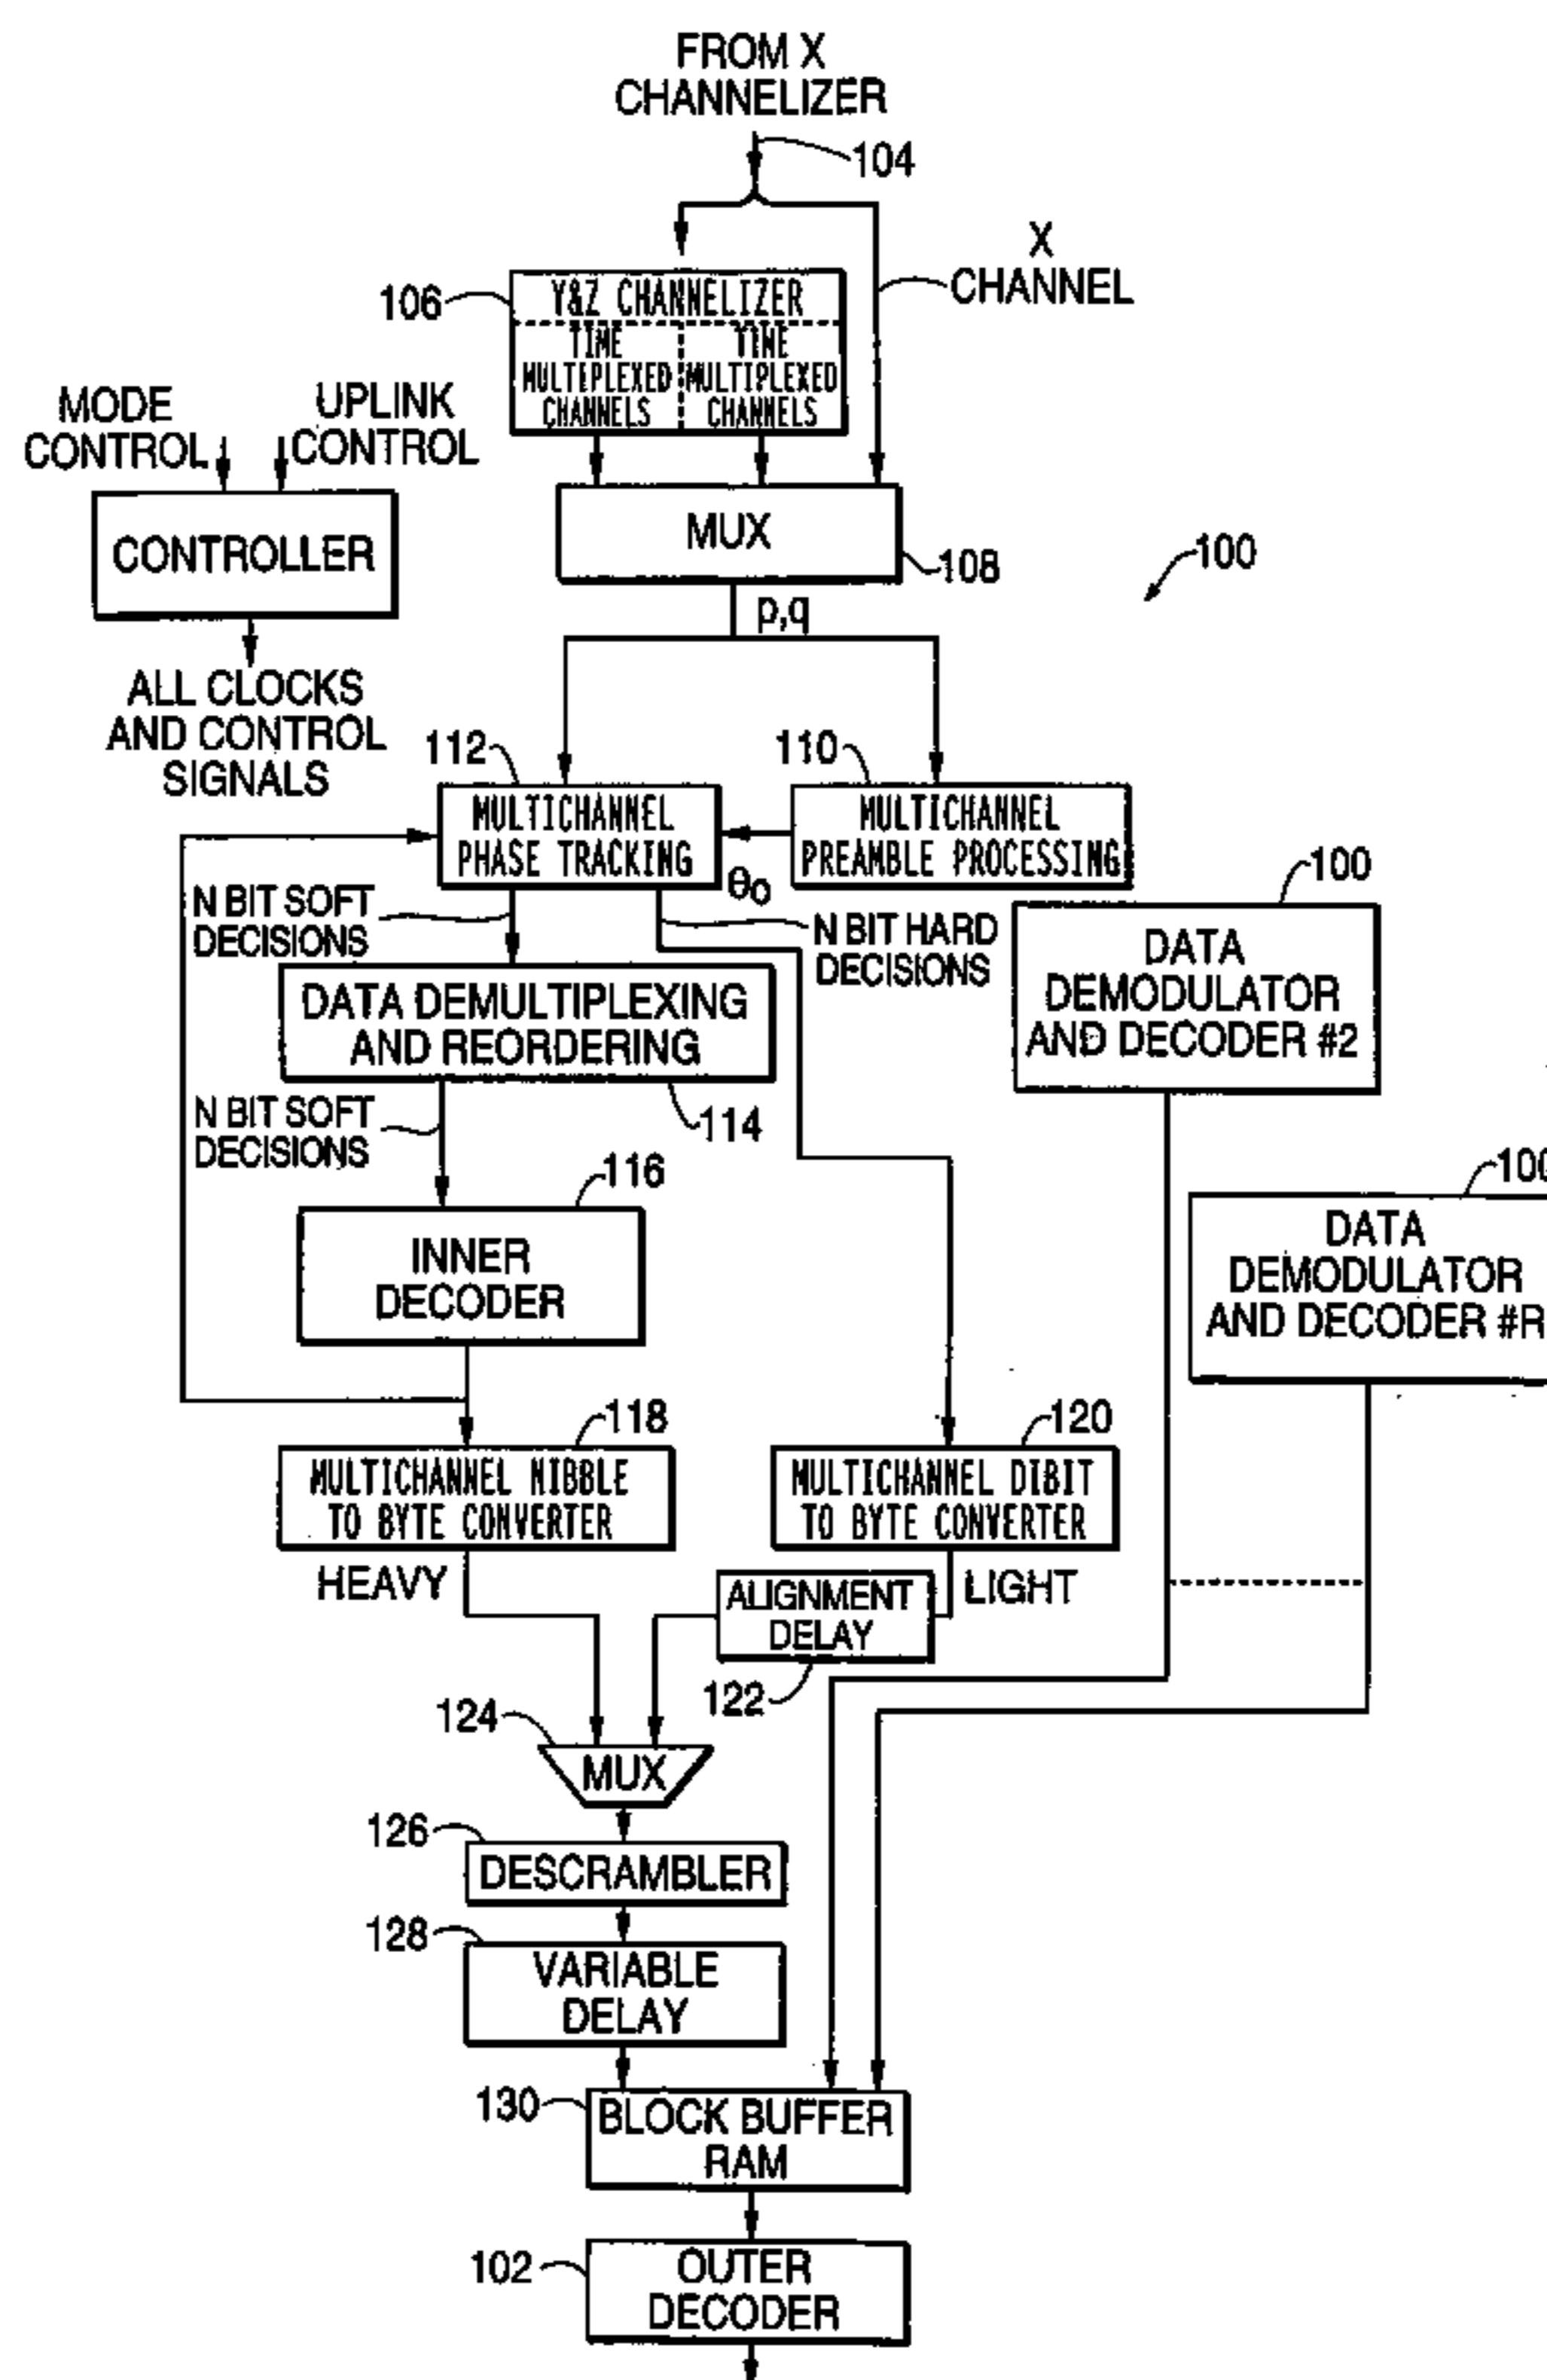 FROM X
CHANNELIZER
104
X
CHANNEL
106
Y&Z CHANNELIZER
TIME
MULTIPLEXED
CHANNELS
TIME
MULTIPLEXED
CHANNELS
MODE
CONTROL
UPLINK
CONTROL
CONTROLLER
MUX
108
100
p,q
ALL CLOCKS
AND CONTROL
SIGNALS
112
110
MULTICHANNEL
PHASE TRACKING
MULTICHANNEL
PREAMBLE PROCESSING
θ0
N BIT SOFT
DECISIONS
N BIT HARD
DECISIONS
100
DATA
DEMODULATOR
AND DECODER #2
DATA DEMULTIPLEXING
AND REORDERING
114
N BIT SOFT
DECISIONS
116
INNER
DECODER
100
DATA
DEMODULATOR
AND DECODER #R
118
MULTICHANNEL NIBBLE
TO BYTE CONVERTER
120
MULTICHANNEL DIBIT
TO BYTE CONVERTER
HEAVY
ALIGNMENT
DELAY
LIGHT
122
124
MUX
126
DESCRAMBLER
128
VARIABLE
DELAY
130
BLOCK BUFFER
RAM
102
OUTER
DECODER